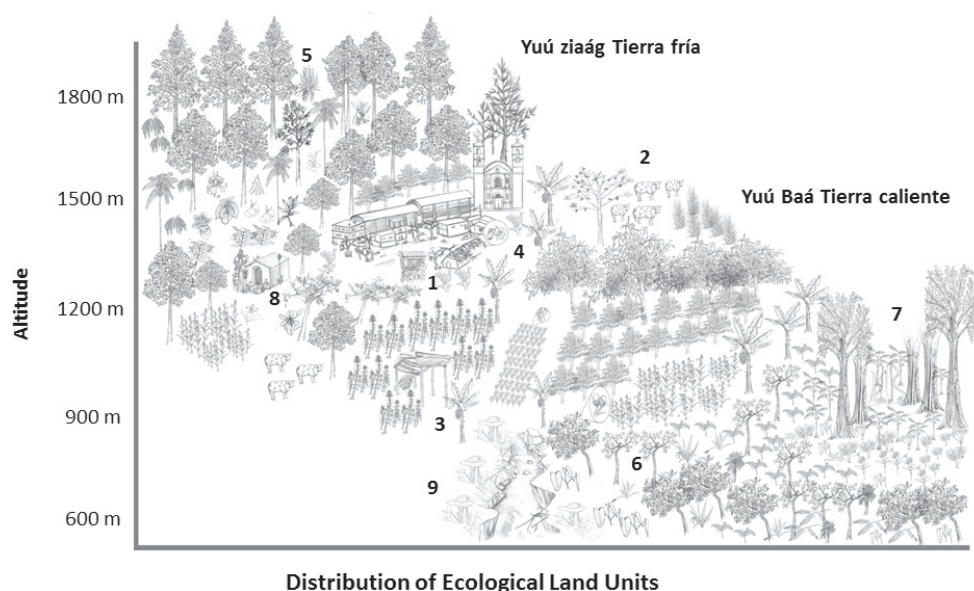 5
Yuú ziaág Tierra fría
1800 m
2
1500 m
Yuú Baá Tierra caliente
4
1
8
1200 m
7
Altitude
900 m
3
6
9
600 m
Distribution of Ecological Land Units